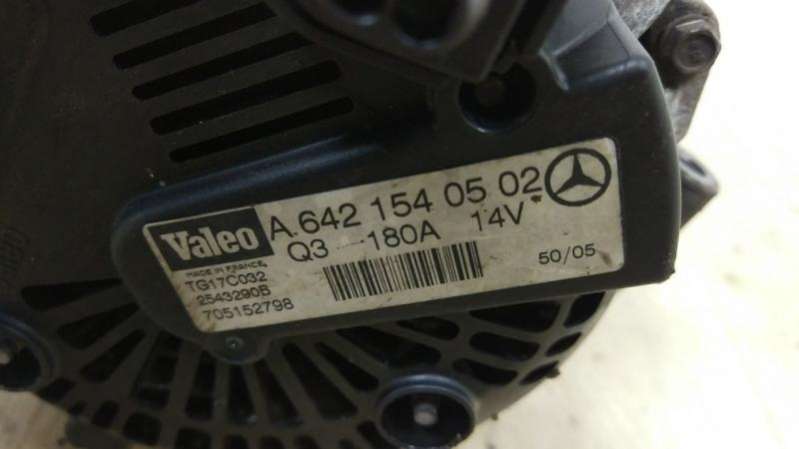 Valeo
A.642 154 05 02
Q3 180A 14V
MADE IN FRANCE
TG17C032
2543290B
705152798
50/05